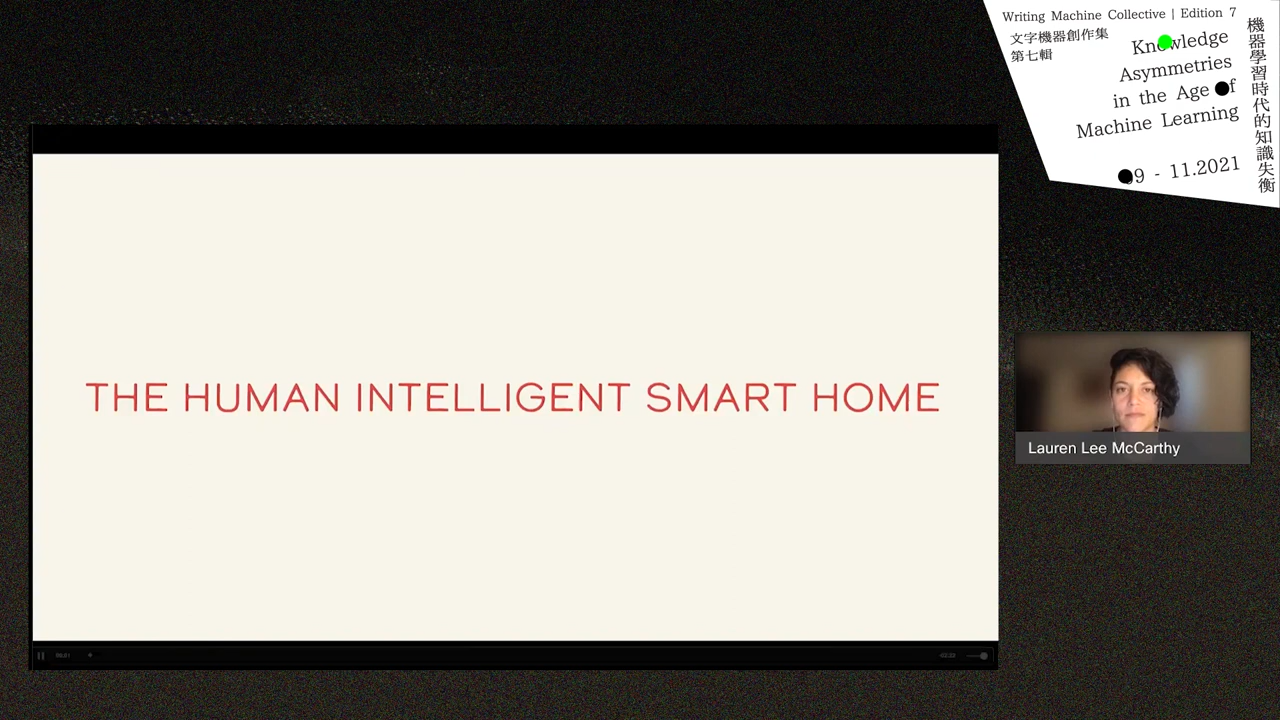 Writing Machine Collective | Edition 7
文字機器創作集
第七輯
Knowledge
Asymmetries
in the Age of
Machine Learning
09 - 11.2021
機器學習時代的知識失衡
THE HUMAN INTELLIGENT SMART HOME
Lauren Lee McCarthy